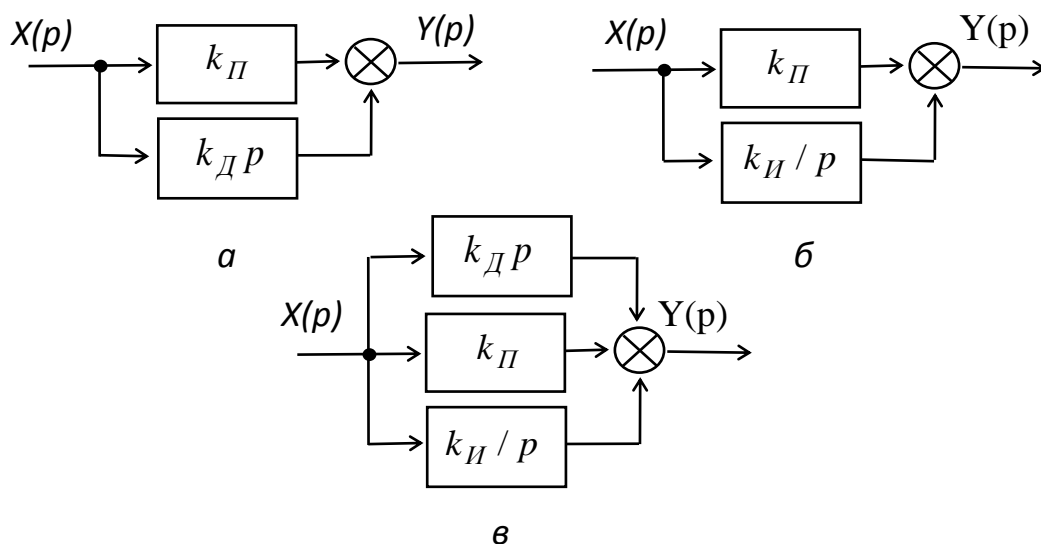 X(p)
k_П
Y(p)
k_Д p
а
X(p)
k_П
Y(p)
k_И / p
б
k_Д p
X(p)
k_П
Y(p)
k_И / p
в